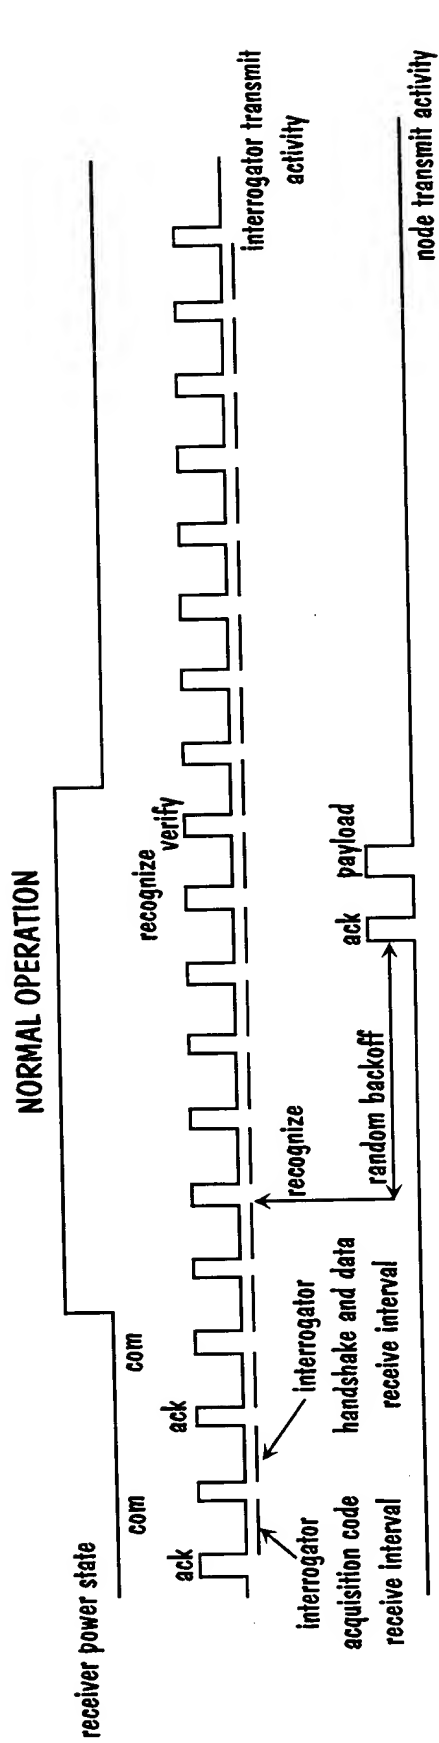 NORMAL OPERATION
receiver power state
com
com
ack
ack
recognize
verify
interrogator transmit
activity
interrogator
acquisition code
receive interval
interrogator
handshake and data
receive interval
recognize
random backoff
ack
payload
node transmit activity